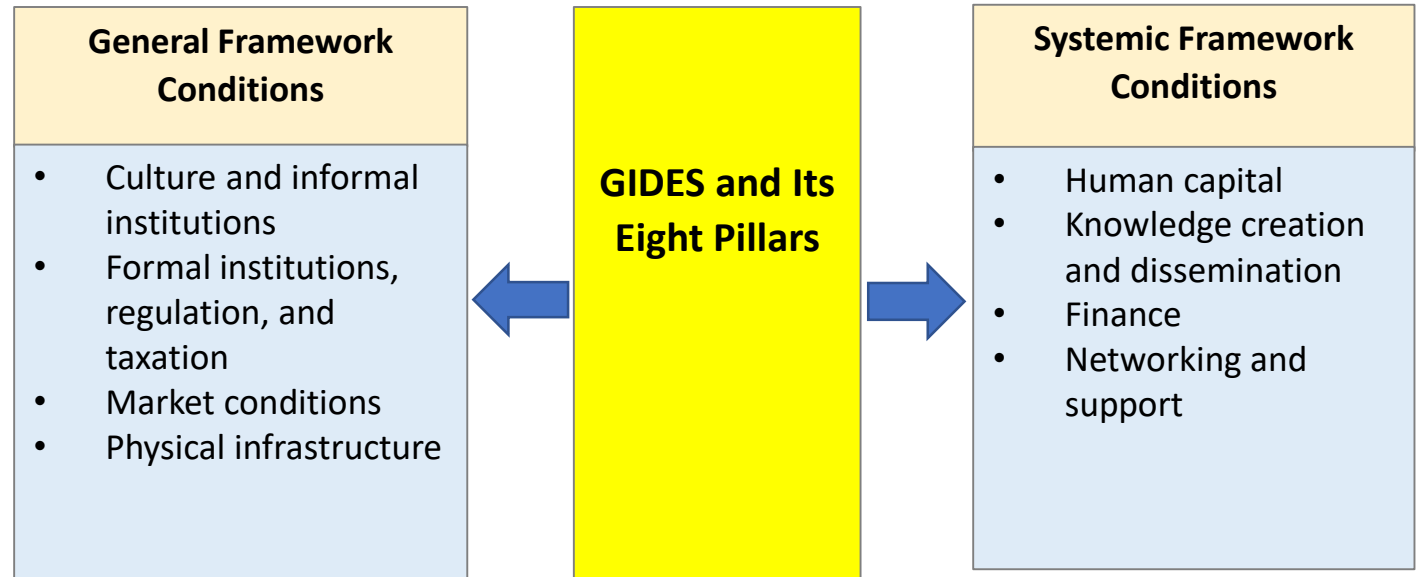 General Framework
Conditions
• Culture and informal
institutions
• Formal institutions,
regulation, and
taxation
• Market conditions
• Physical infrastructure
GIDES and Its
Eight Pillars
Systemic Framework
Conditions
• Human capital
• Knowledge creation
and dissemination
• Finance
• Networking and
support